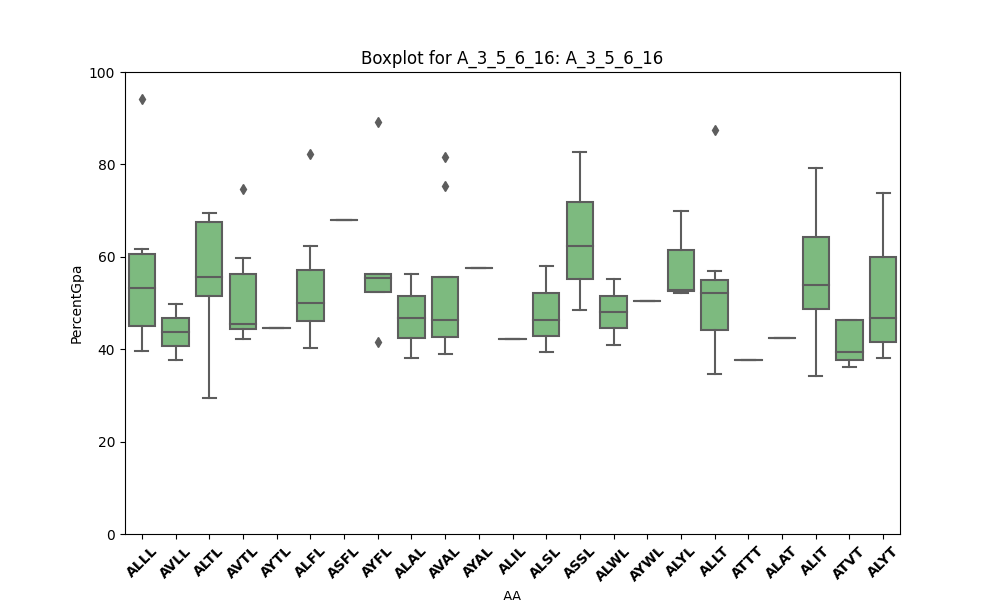 Boxplot for A_3_5_6_16: A_3_5_6_16
PercentGpa
100
80
60
40
20
0
ALLL AVLL ALTL AVTL AYTL ALFL ASFL AYFL ALAL AVAL AYAL ALIL ALSL ASSL ALWL AYWL ALYL ALLT ATTT ALAT ALIT ATVT ALYT
AA